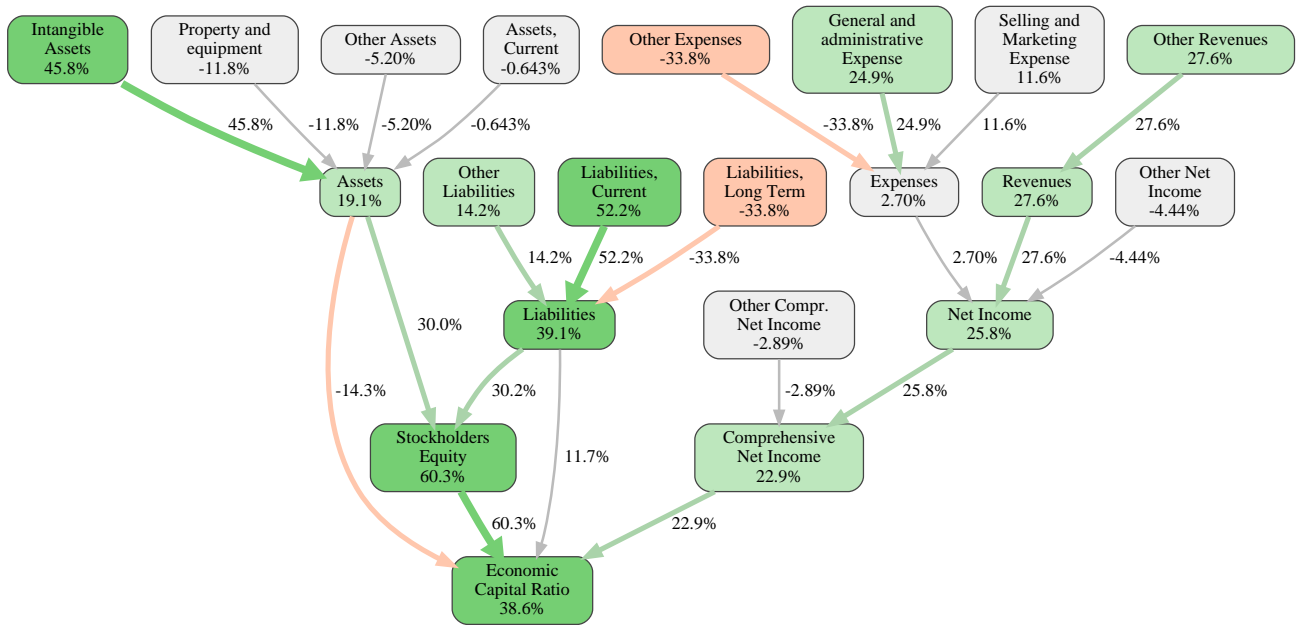 Intangible
Assets
45.8%
Property and
equipment
-11.8%
Other Assets
-5.20%
Assets,
Current
-0.643%
Other Expenses
-33.8%
General and
administrative
Expense
24.9%
Selling and
Marketing
Expense
11.6%
Other Revenues
27.6%
45.8%
-11.8%
-5.20%
-0.643%
-33.8%
24.9%
11.6%
27.6%
Assets
19.1%
Other
Liabilities
14.2%
Liabilities,
Current
52.2%
Liabilities,
Long Term
-33.8%
Expenses
2.70%
Revenues
27.6%
Other Net
Income
-4.44%
14.2%
52.2%
-33.8%
2.70%
27.6%
-4.44%
Liabilities
39.1%
Other Compr.
Net Income
-2.89%
Net Income
25.8%
30.0%
-14.3%
30.2%
-2.89%
25.8%
Stockholders
Equity
60.3%
11.7%
Comprehensive
Net Income
22.9%
60.3%
22.9%
Economic
Capital Ratio
38.6%